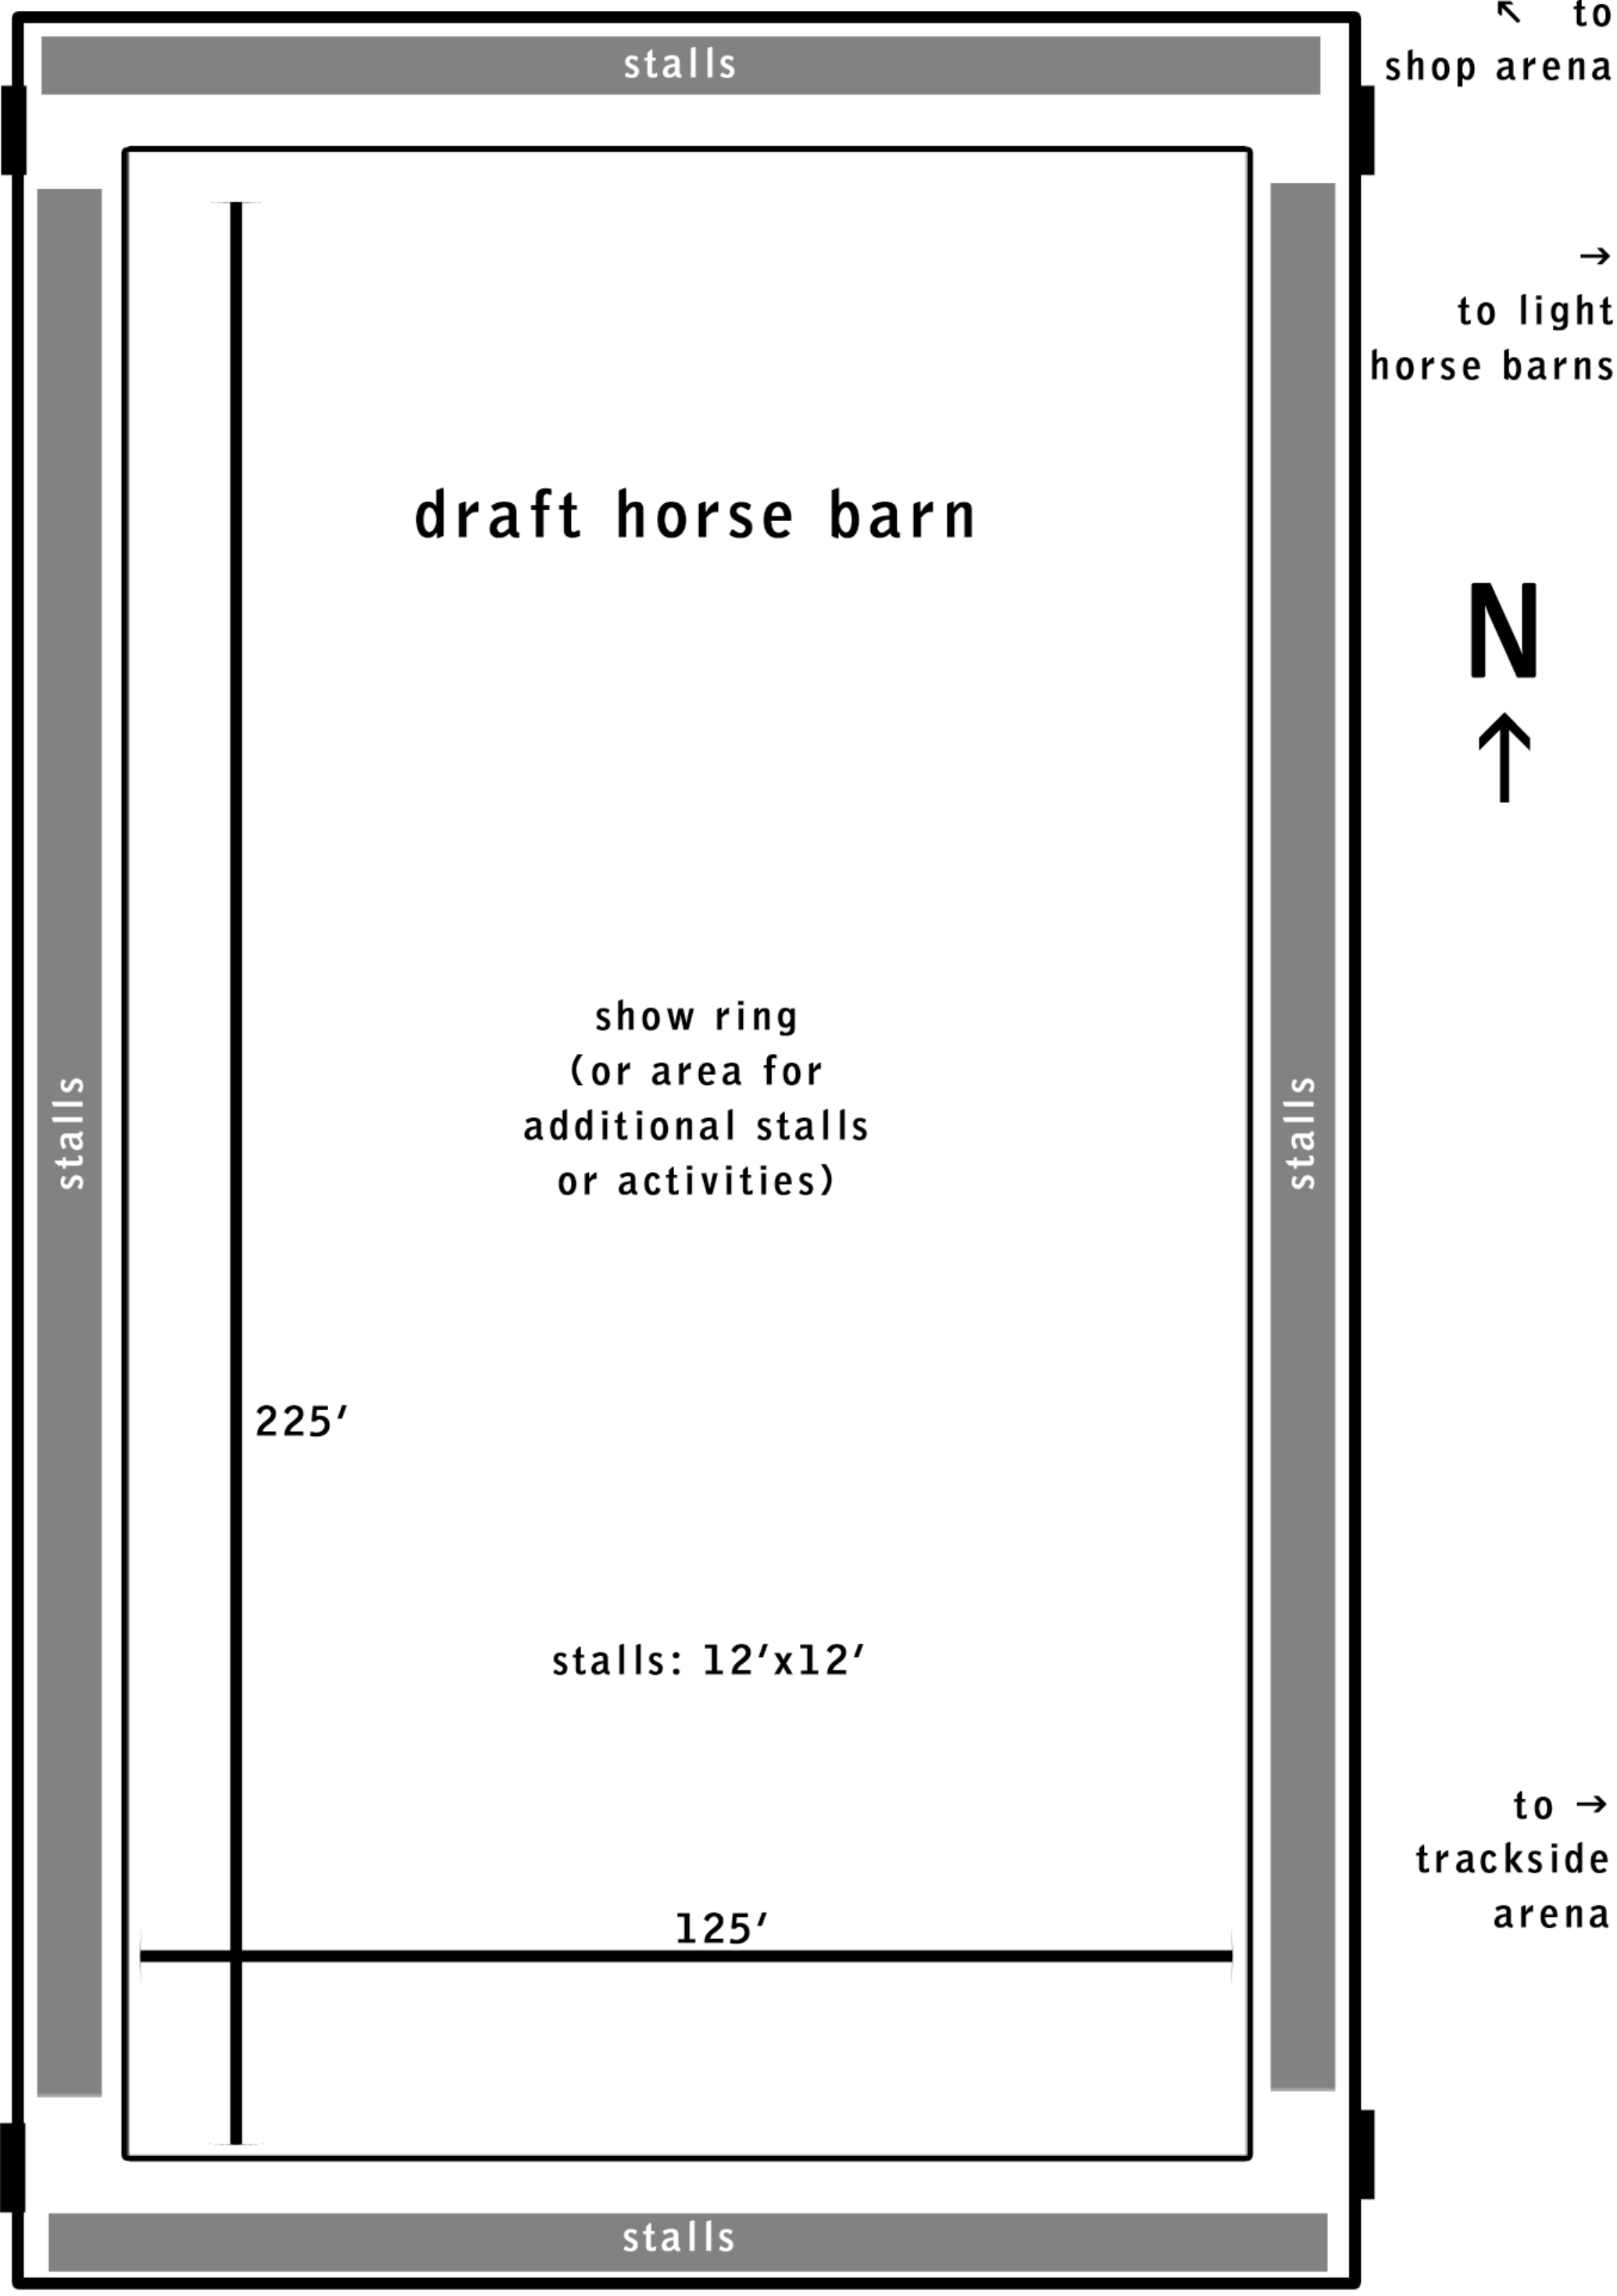 ↖ to
shop arena
stalls
→
to light
horse barns
draft horse barn
N
↑
show ring
(or area for
additional stalls
or activities)
stalls
stalls
225′
stalls: 12′x12′
to →
trackside
arena
125′
stalls